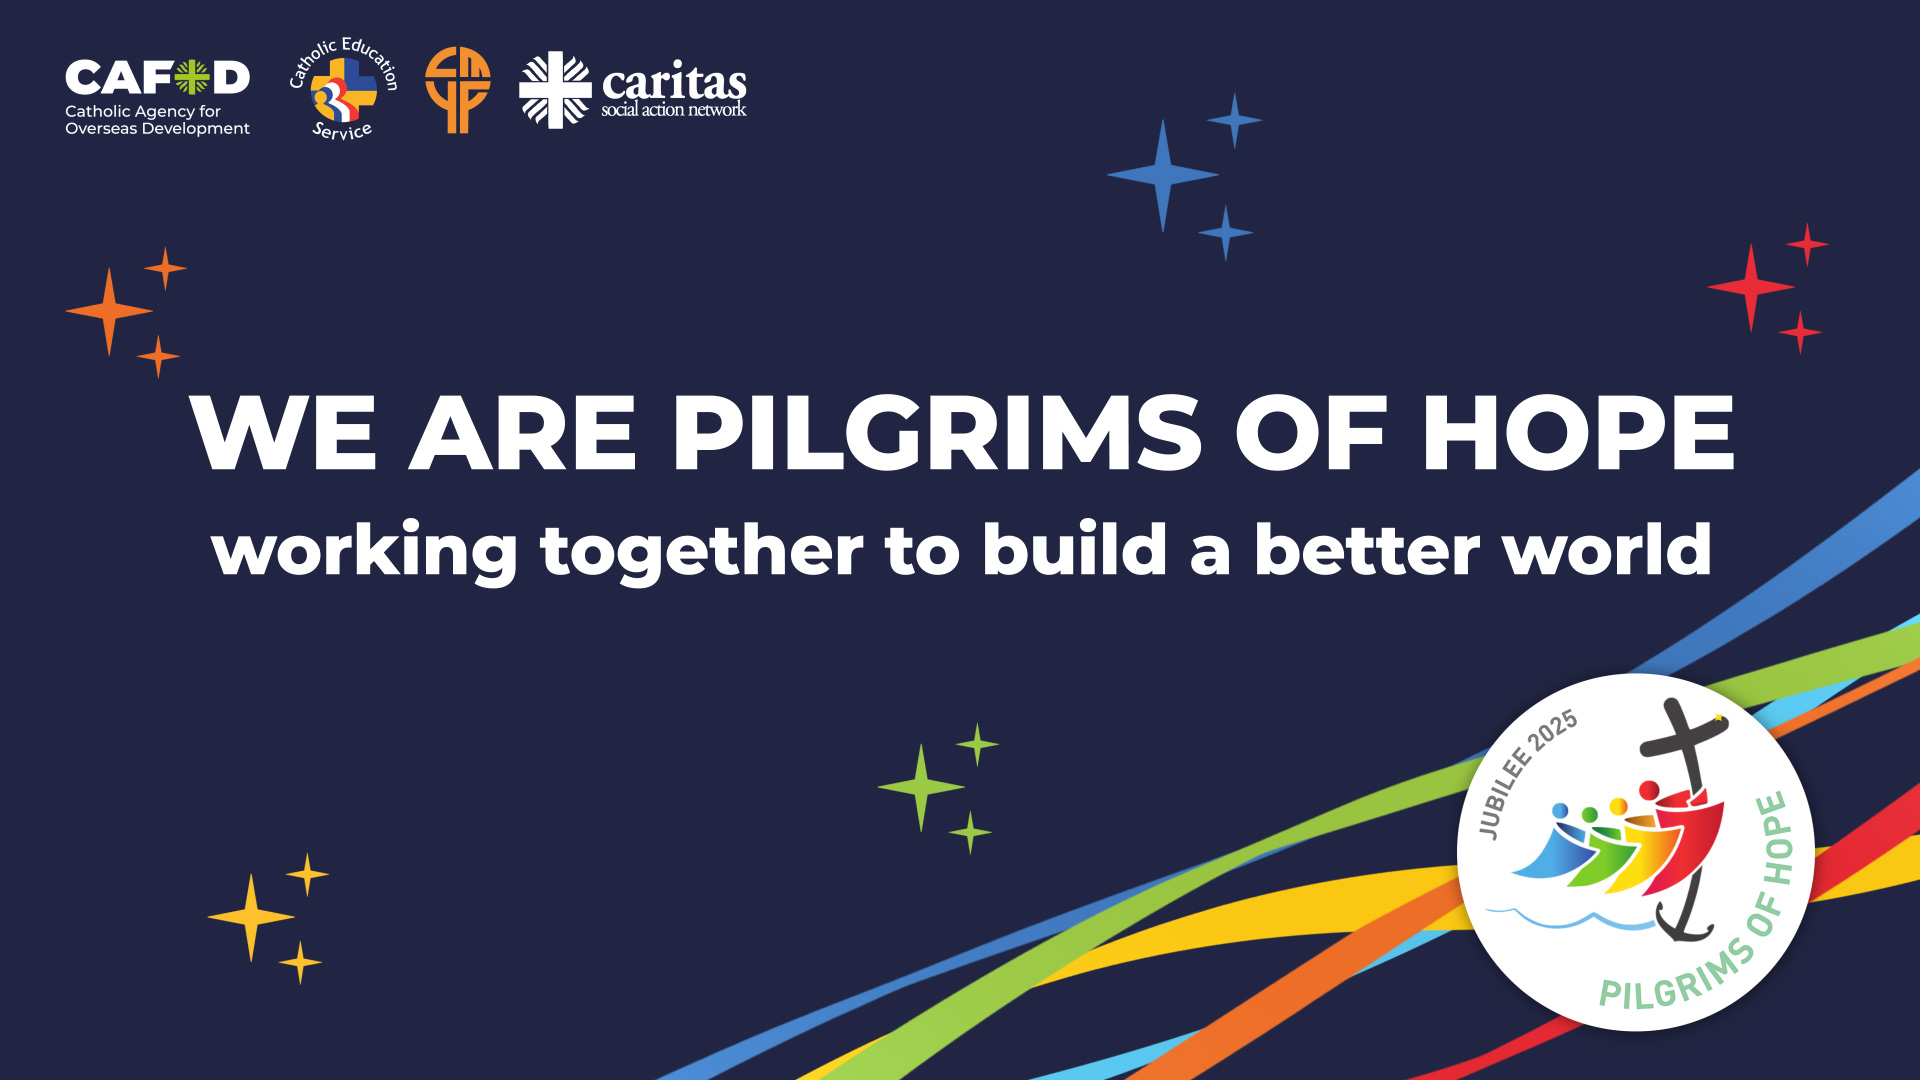 CAFOD
Catholic Agency for
Overseas Development
Catholic Education
Service
CMYF
caritas
social action network
WE ARE PILGRIMS OF HOPE
working together to build a better world
JUBILEE 2025
PILGRIMS OF HOPE